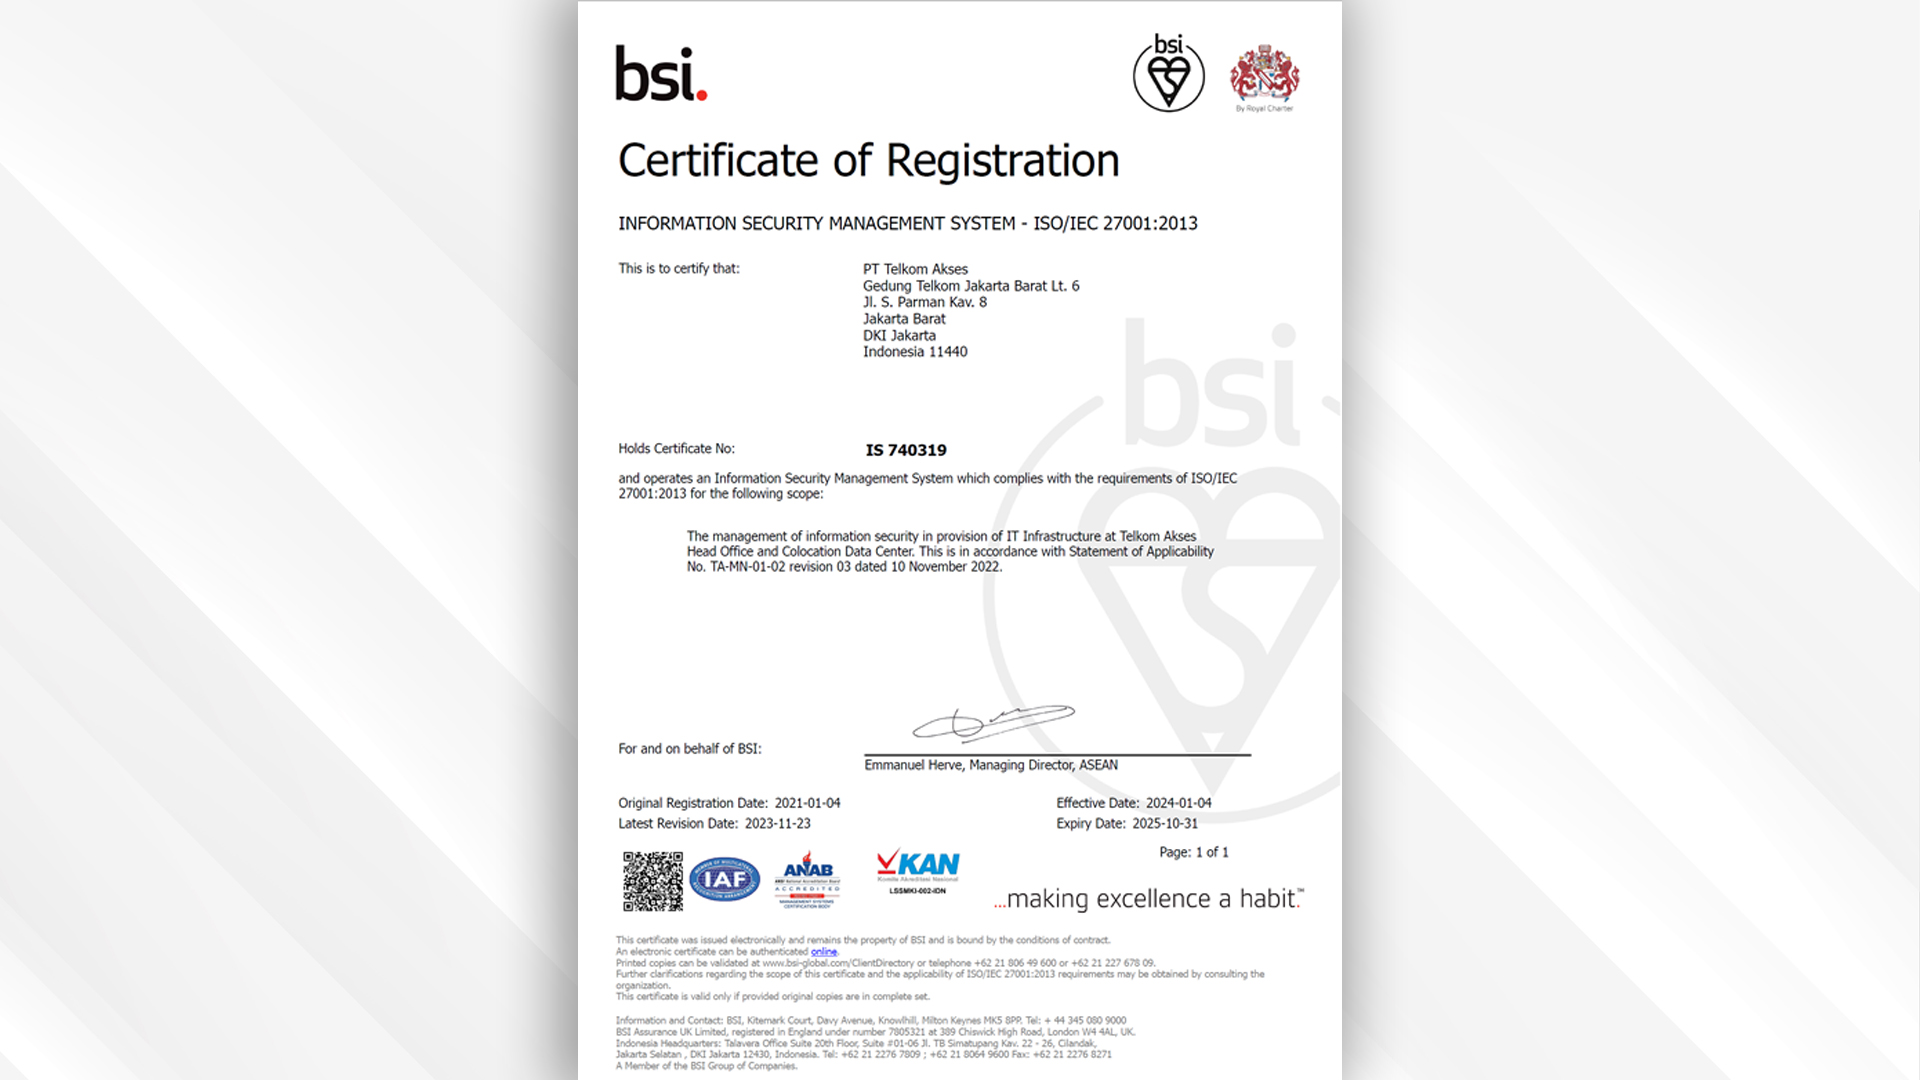 bsi.
bsi
By Royal Charter
Certificate of Registration
INFORMATION SECURITY MANAGEMENT SYSTEM - ISO/IEC 27001:2013
This is to certify that:
PT Telkom Akses
Gedung Telkom Jakarta Barat Lt. 6
Jl. S. Parman Kav. 8
Jakarta Barat
DKI Jakarta
Indonesia 11440
bsi
Holds Certificate No:
IS 740319
and operates an Information Security Management System which complies with the requirements of ISO/IEC
27001:2013 for the following scope:
The management of information security in provision of IT Infrastructure at Telkom Akses
Head Office and Colocation Data Center. This is in accordance with Statement of Applicability
No. TA-MN-01-02 revision 03 dated 10 November 2022.
For and on behalf of BSI:
Emmanuel Herve, Managing Director, ASEAN
Original Registration Date: 2021-01-04
Effective Date: 2024-01-04
Latest Revision Date: 2023-11-23
Expiry Date: 2025-10-31
Page: 1 of 1
IAF
ANAB
ANSI National Accreditation Board
ACCREDITED
MANAGEMENT SYSTEMS
CERTIFICATION BODY
KAN
Komite Akreditasi Nasional
LSSMKI-002-IDN
...making excellence a habit.™
This certificate was issued electronically and remains the property of BSI and is bound by the conditions of contract.
An electronic certificate can be authenticated online.
Printed copies can be validated at www.bsi-global.com/ClientDirectory or telephone +62 21 806 49 600 or +62 21 227 678 09.
Further clarifications regarding the scope of this certificate and the applicability of ISO/IEC 27001:2013 requirements may be obtained by consulting the
organization.
This certificate is valid only if provided original copies are in complete set.
Information and Contact: BSI, Kitemark Court, Davy Avenue, Knowlhill, Milton Keynes MK5 8PP. Tel: + 44 345 080 9000
BSI Assurance UK Limited, registered in England under number 7805321 at 389 Chiswick High Road, London W4 4AL, UK.
Indonesia Headquarters: Talavera Office Suite 20th Floor, Suite #01-06 Jl. TB Simatupang Kav. 22 - 26, Cilandak,
Jakarta Selatan , DKI Jakarta 12430, Indonesia. Tel: +62 21 2276 7809 ; +62 21 8064 9600 Fax: +62 21 2276 8271
A Member of the BSI Group of Companies.